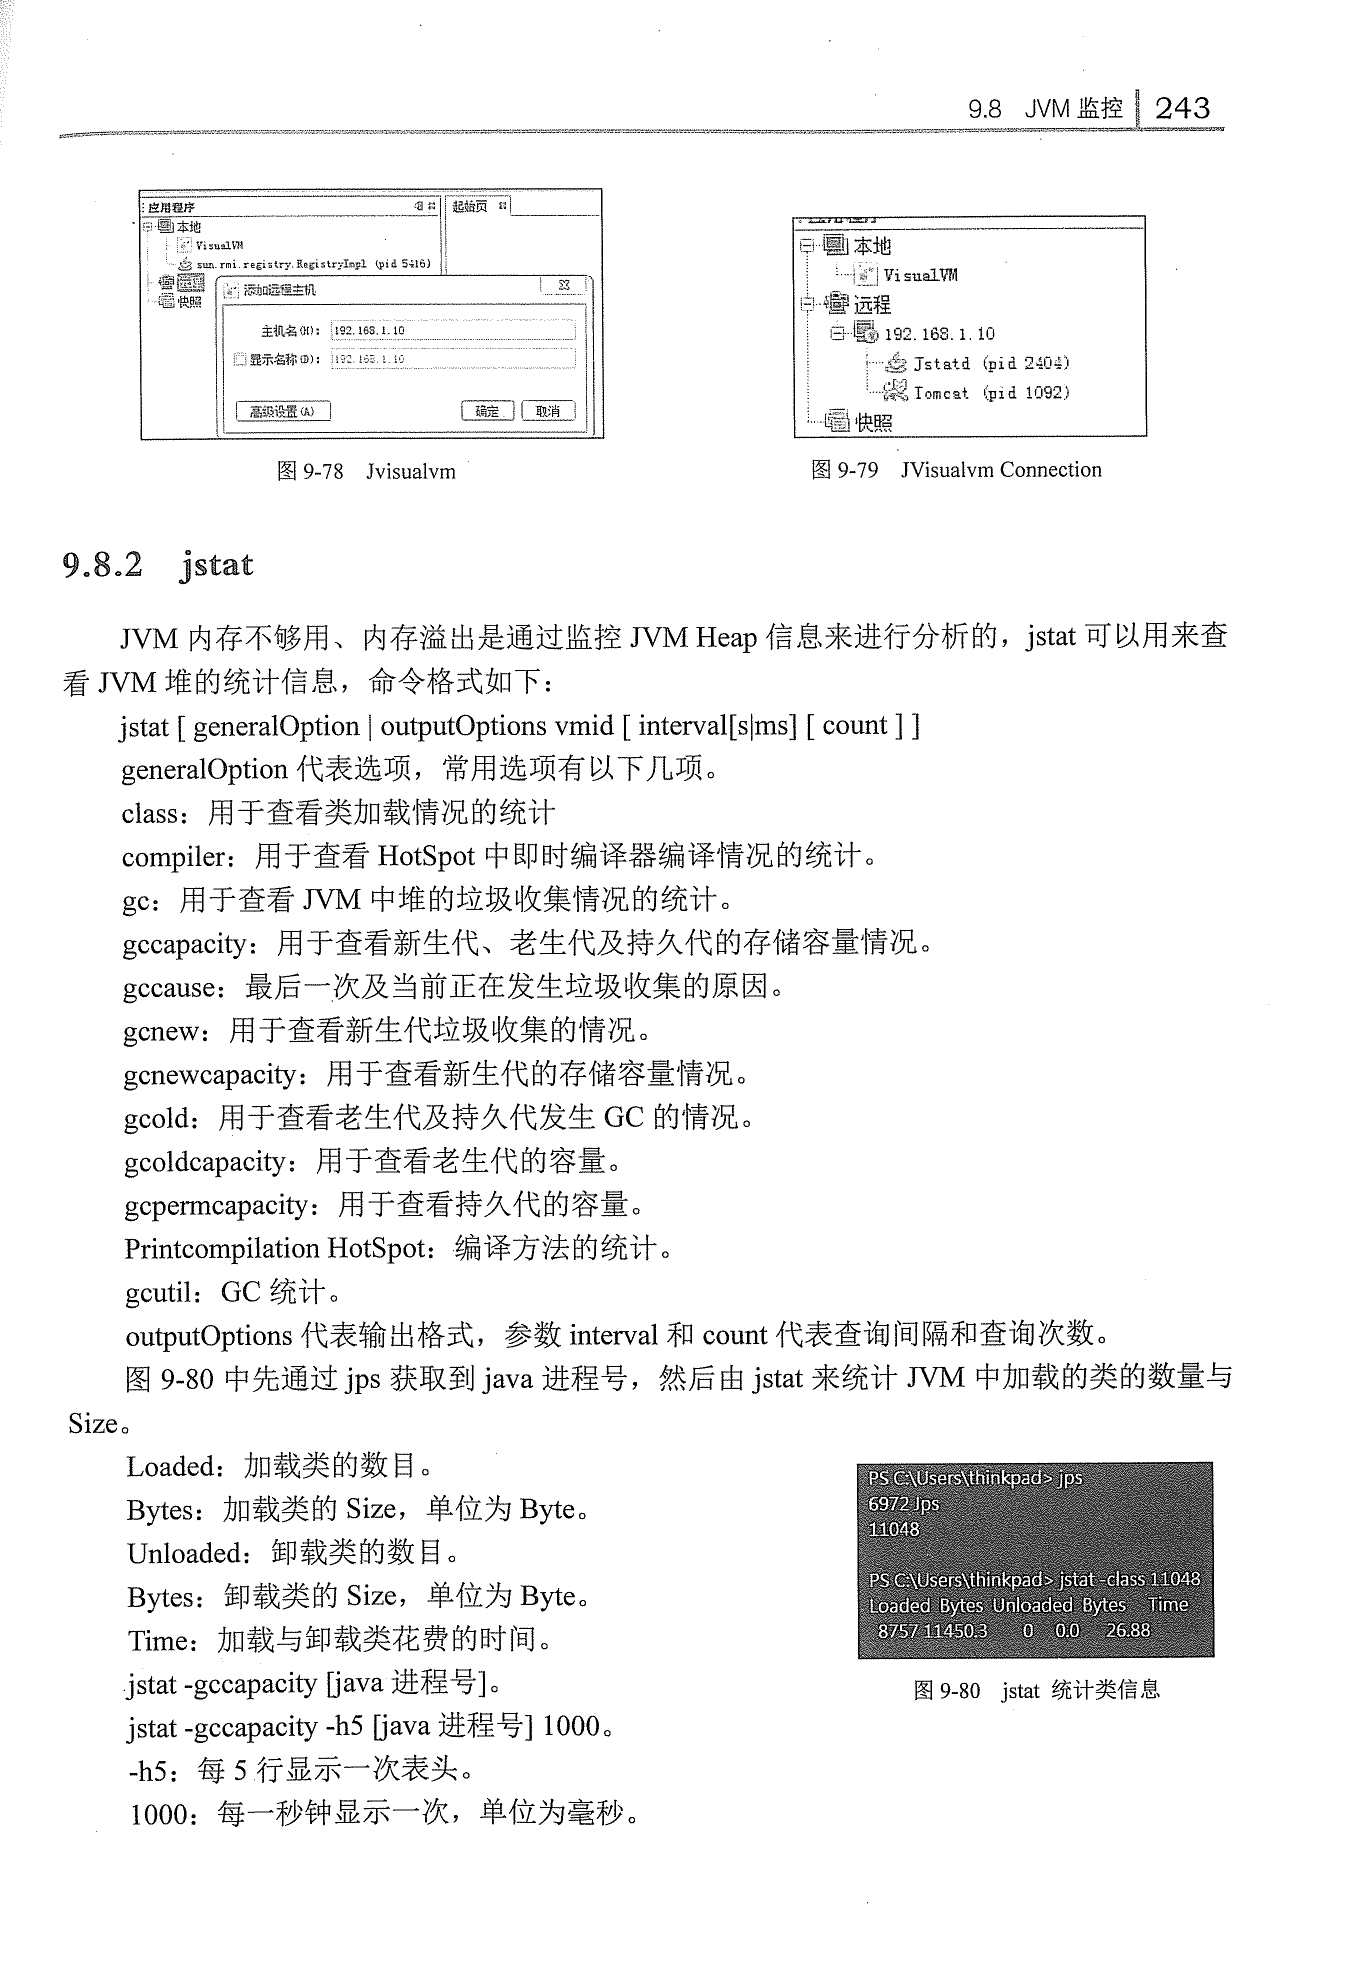 9.8 JVM 监控 243
应用程序
起始页
本地
VisualVM
sun.rmi.registry.RegistryImpl (pid 5416)
远程
快照
添加远程主机
主机名(H): 192.168.1.10
显示名称(D): 192.168.1.10
高级设置(A) 确定 取消
图 9-78 Jvisualvm
本地
VisualVM
远程
192.168.1.10
Jstatd (pid 2404)
Tomcat (pid 1092)
快照
图 9-79 JVisualvm Connection
9.8.2 jstat
JVM 内存不够用、内存溢出是通过监控 JVM Heap 信息来进行分析的，jstat 可以用来查
看 JVM 堆的统计信息，命令格式如下：
jstat [ generalOption | outputOptions vmid [ interval[s|ms] [ count ] ]
generalOption 代表选项，常用选项有以下几项。
class：用于查看类加载情况的统计
compiler：用于查看 HotSpot 中即时编译器编译情况的统计。
gc：用于查看 JVM 中堆的垃圾收集情况的统计。
gccapacity：用于查看新生代、老生代及持久代的存储容量情况。
gccause：最后一次及当前正在发生垃圾收集的原因。
gcnew：用于查看新生代垃圾收集的情况。
gcnewcapacity：用于查看新生代的存储容量情况。
gcold：用于查看老生代及持久代发生 GC 的情况。
gcoldcapacity：用于查看老生代的容量。
gcpermcapacity：用于查看持久代的容量。
Printcompilation HotSpot：编译方法的统计。
gcutil：GC 统计。
outputOptions 代表输出格式，参数 interval 和 count 代表查询间隔和查询次数。
图 9-80 中先通过 jps 获取到 java 进程号，然后由 jstat 来统计 JVM 中加载的类的数量与
Size。
Loaded：加载类的数目。
Bytes：加载类的 Size，单位为 Byte。
Unloaded：卸载类的数目。
Bytes：卸载类的 Size，单位为 Byte。
Time：加载与卸载类花费的时间。
jstat -gccapacity [java 进程号]。
jstat -gccapacity -h5 [java 进程号] 1000。
-h5：每 5 行显示一次表头。
1000：每一秒钟显示一次，单位为毫秒。
PS C:\Users\thinkpad> jps
6972 Jps
11048
PS C:\Users\thinkpad> jstat -class 11048
Loaded Bytes Unloaded Bytes Time
8757 11450.3 0 0.0 26.88
图 9-80 jstat 统计类信息